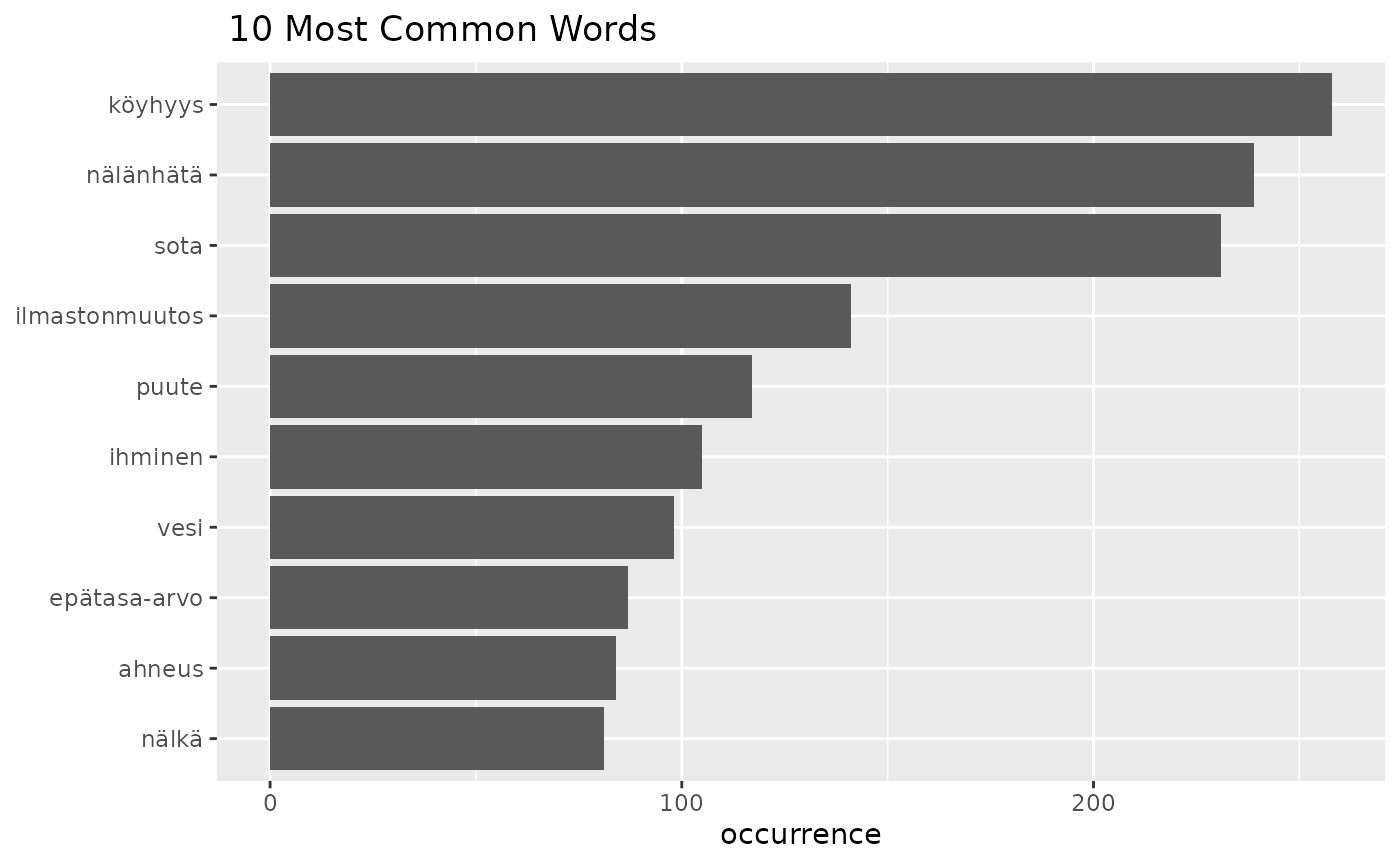 10 Most Common Words
köyhyys
nälänhätä
sota
ilmastonmuutos
puute
ihminen
vesi
epätasa-arvo
ahneus
nälkä
0 100 200
occurrence